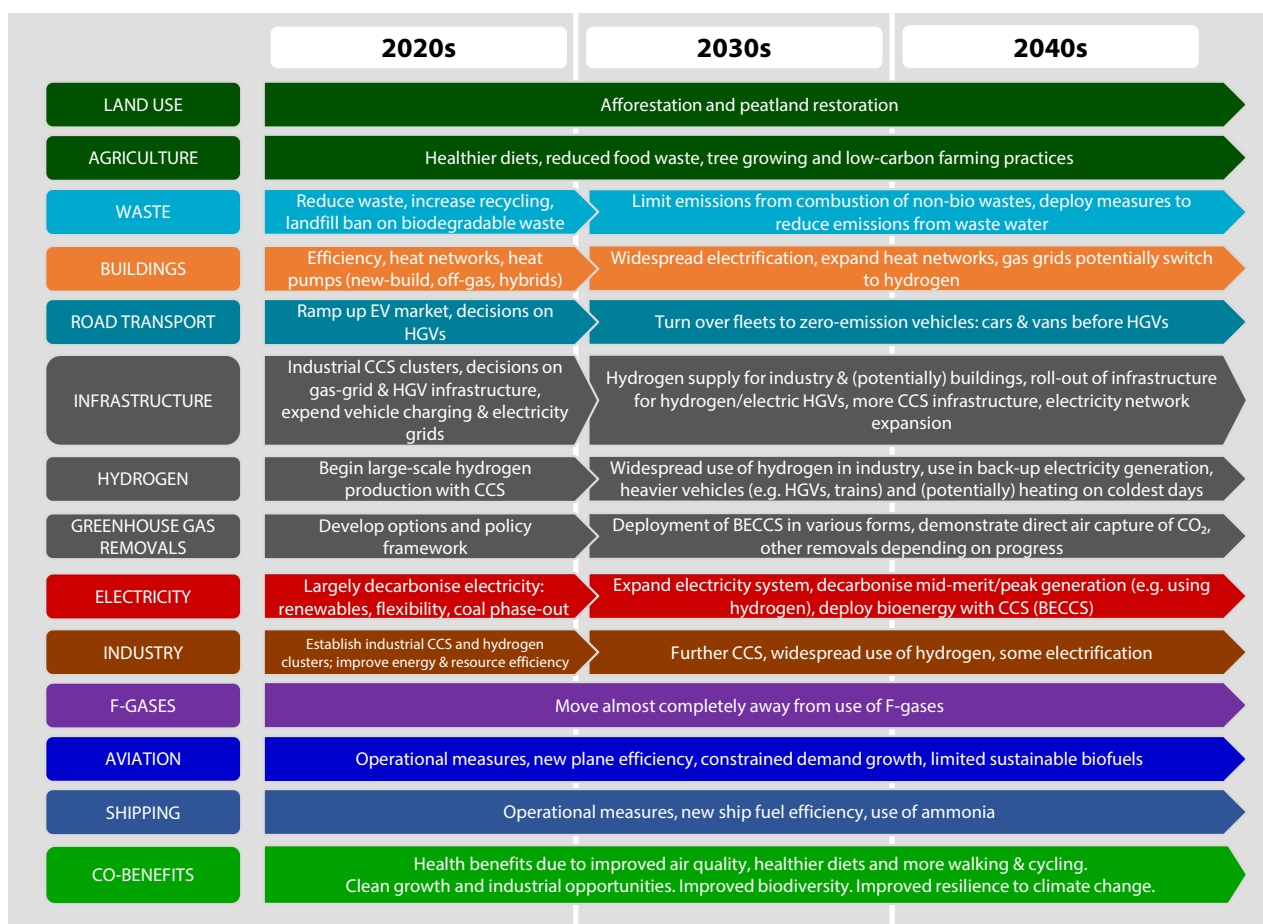 2020s
2030s
2040s
LAND USE
Afforestation and peatland restoration
AGRICULTURE
Healthier diets, reduced food waste, tree growing and low-carbon farming practices
WASTE
Reduce waste, increase recycling,
landfill ban on biodegradable waste
Limit emissions from combustion of non-bio wastes, deploy measures to
reduce emissions from waste water
BUILDINGS
Efficiency, heat networks, heat
pumps (new-build, off-gas, hybrids)
Widespread electrification, expand heat networks, gas grids potentially switch
to hydrogen
ROAD TRANSPORT
Ramp up EV market, decisions on
HGVs
Turn over fleets to zero-emission vehicles: cars & vans before HGVs
INFRASTRUCTURE
Industrial CCS clusters, decisions on
gas-grid & HGV infrastructure,
expend vehicle charging & electricity
grids
Hydrogen supply for industry & (potentially) buildings, roll-out of infrastructure
for hydrogen/electric HGVs, more CCS infrastructure, electricity network
expansion
HYDROGEN
Begin large-scale hydrogen
production with CCS
Widespread use of hydrogen in industry, use in back-up electricity generation,
heavier vehicles (e.g. HGVs, trains) and (potentially) heating on coldest days
GREENHOUSE GAS
REMOVALS
Develop options and policy
framework
Deployment of BECCS in various forms, demonstrate direct air capture of CO₂,
other removals depending on progress
ELECTRICITY
Largely decarbonise electricity:
renewables, flexibility, coal phase-out
Expand electricity system, decarbonise mid-merit/peak generation (e.g. using
hydrogen), deploy bioenergy with CCS (BECCS)
INDUSTRY
Establish industrial CCS and hydrogen
clusters; improve energy & resource efficiency
Further CCS, widespread use of hydrogen, some electrification
F-GASES
Move almost completely away from use of F-gases
AVIATION
Operational measures, new plane efficiency, constrained demand growth, limited sustainable biofuels
SHIPPING
Operational measures, new ship fuel efficiency, use of ammonia
CO-BENEFITS
Health benefits due to improved air quality, healthier diets and more walking & cycling.
Clean growth and industrial opportunities. Improved biodiversity. Improved resilience to climate change.